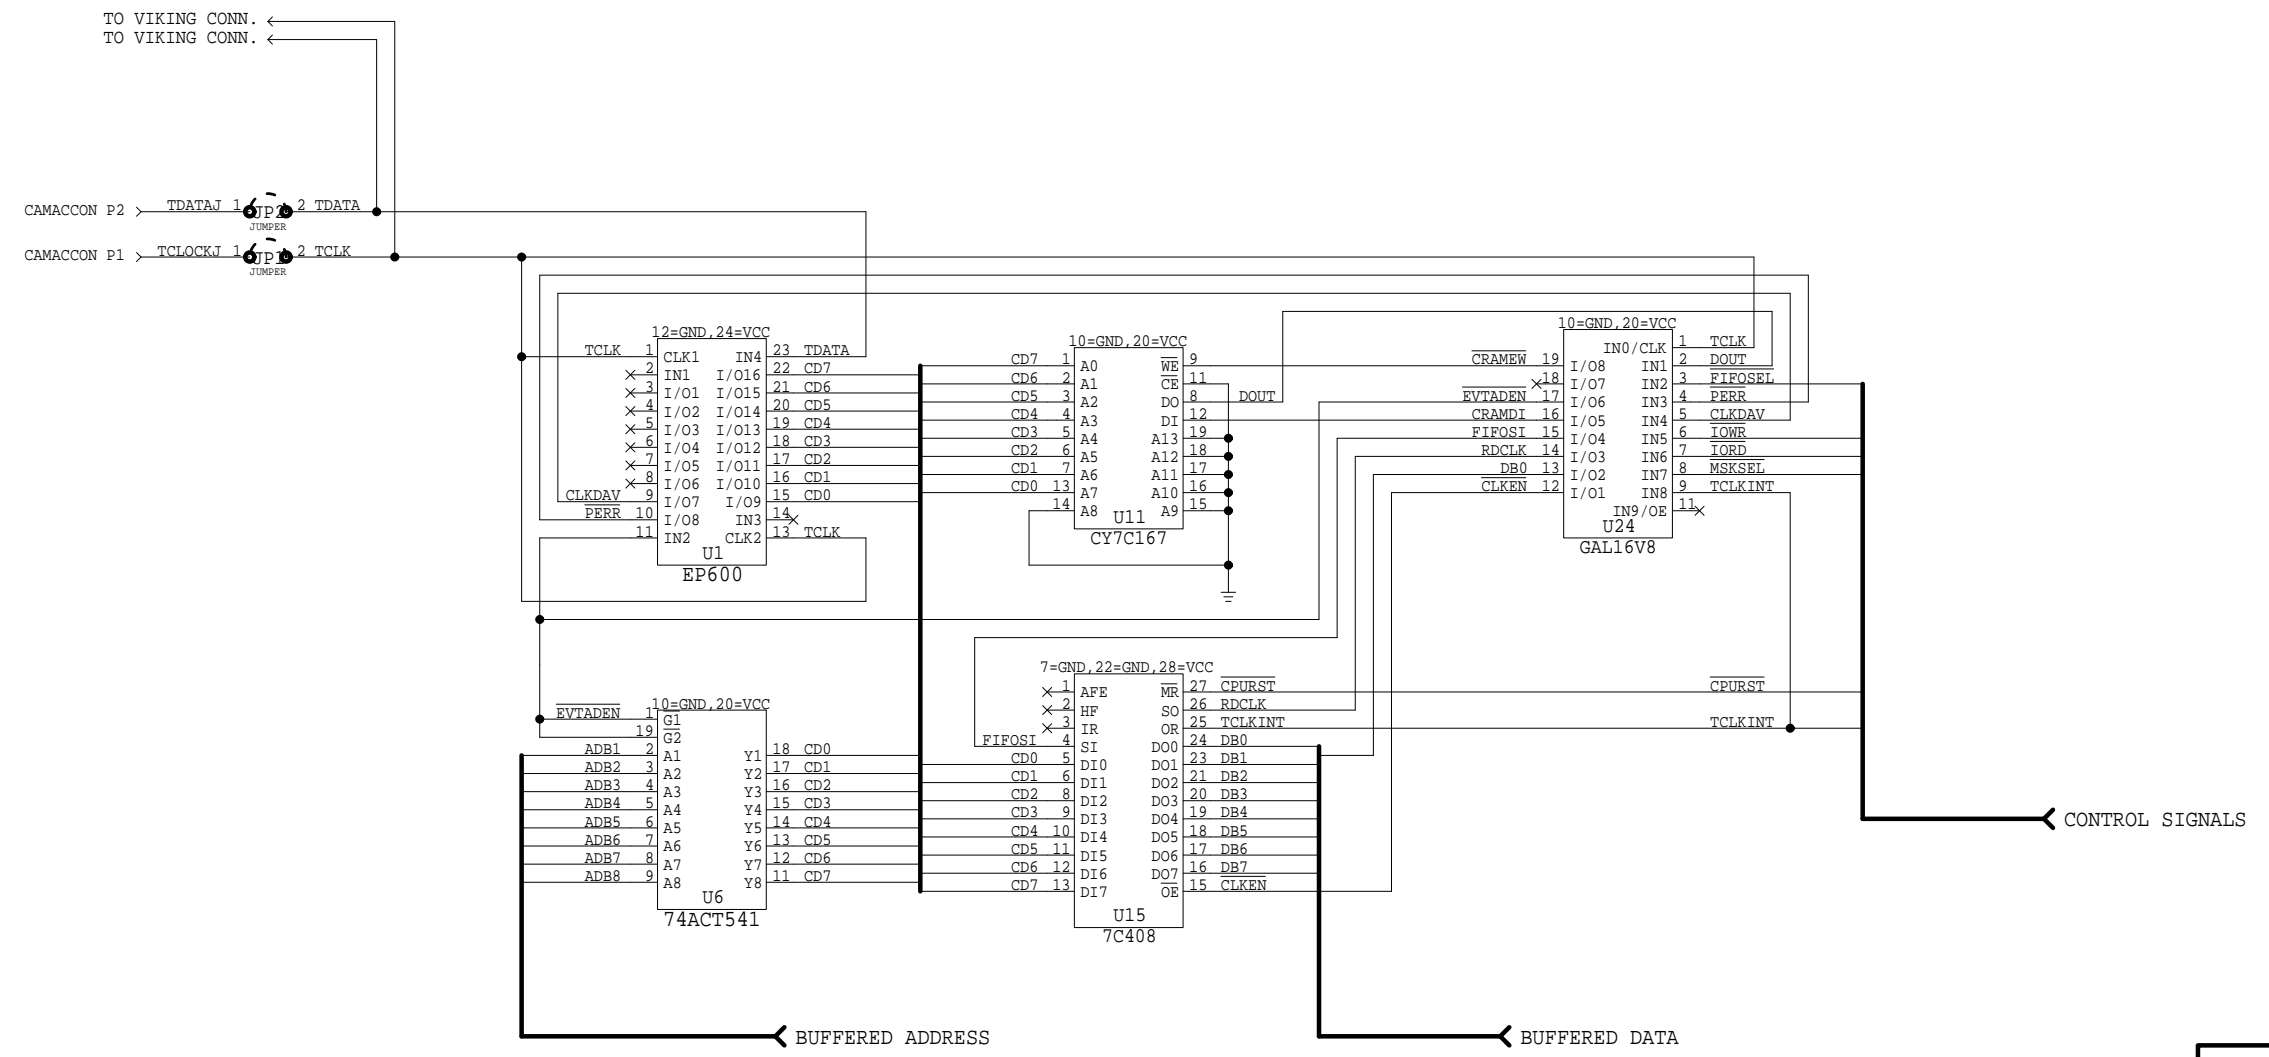 TO VIKING CONN.
TO VIKING CONN.
CAMACCON P2 TDATAJ 1 JP2 2 TDATA
JUMPER
CAMACCON P1 TCLOCKJ 1 JP1 2 TCLK
JUMPER
12=GND,24=VCC
TCLK 1 CLK1 IN4 23 TDATA
2 IN1 I/O16 22 CD7
3 I/O1 I/O15 21 CD6
4 I/O2 I/O14 20 CD5
5 I/O3 I/O13 19 CD4
6 I/O4 I/O12 18 CD3
7 I/O5 I/O11 17 CD2
8 I/O6 I/O10 16 CD1
CLKDAV 9 I/O7 I/O9 15 CD0
PERR 10 I/O8 IN3 14
11 IN2 CLK2 13 TCLK
U1
EP600
10=GND,20=VCC
CD7 1 A0 WE 9
CD6 2 A1 CE 11
CD5 3 A2 DO 8 DOUT
CD4 4 A3 DI 12
CD3 5 A4 A13 19
CD2 6 A5 A12 18
CD1 7 A6 A11 17
CD0 13 A7 A10 16
14 A8 A9 15
U11
CY7C167
10=GND,20=VCC
IN0/CLK 1 TCLK
CRAMEW 19 I/O8 IN1 2 DOUT
18 I/O7 IN2 3 FIFOSEL
EVTADEN 17 I/O6 IN3 4 PERR
CRAMDI 16 I/O5 IN4 5 CLKDAV
FIFOSI 15 I/O4 IN5 6 IOWR
RDCLK 14 I/O3 IN6 7 IORD
DB0 13 I/O2 IN7 8 MSKSEL
CLKEN 12 I/O1 IN8 9 TCLKINT
IN9/OE 11
U24
GAL16V8
10=GND,20=VCC
EVTADEN 1 G1
19 G2
ADB1 2 A1 Y1 18 CD0
ADB2 3 A2 Y2 17 CD1
ADB3 4 A3 Y3 16 CD2
ADB4 5 A4 Y4 15 CD3
ADB5 6 A5 Y5 14 CD4
ADB6 7 A6 Y6 13 CD5
ADB7 8 A7 Y7 12 CD6
ADB8 9 A8 Y8 11 CD7
U6
74ACT541
7=GND,22=GND,28=VCC
1 AFE MR 27 CPURST CPURST
2 HF SO 26 RDCLK
3 IR OR 25 TCLKINT TCLKINT
FIFOSI 4 SI DO0 24 DB0
CD0 5 DI0 DO1 23 DB1
CD1 6 DI1 DO2 21 DB2
CD2 8 DI2 DO3 20 DB3
CD3 9 DI3 DO4 19 DB4
CD4 10 DI4 DO5 18 DB5
CD5 11 DI5 DO6 17 DB6
CD6 12 DI6 DO7 16 DB7
CD7 13 DI7 OE 15 CLKEN
U15
7C408
CONTROL SIGNALS
BUFFERED ADDRESS
BUFFERED DATA